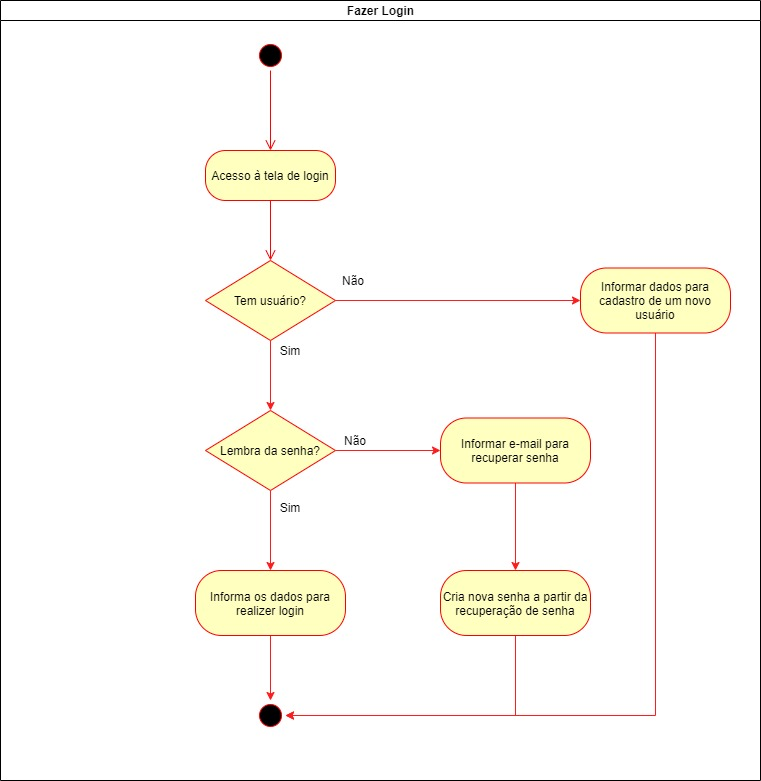 Fazer Login
Acesso à tela de login
Tem usuário?
Não
Informar dados para
cadastro de um novo
usuário
Sim
Lembra da senha?
Não
Informar e-mail para
recuperar senha
Sim
Informa os dados para
realizer login
Cria nova senha a partir da
recuperação de senha